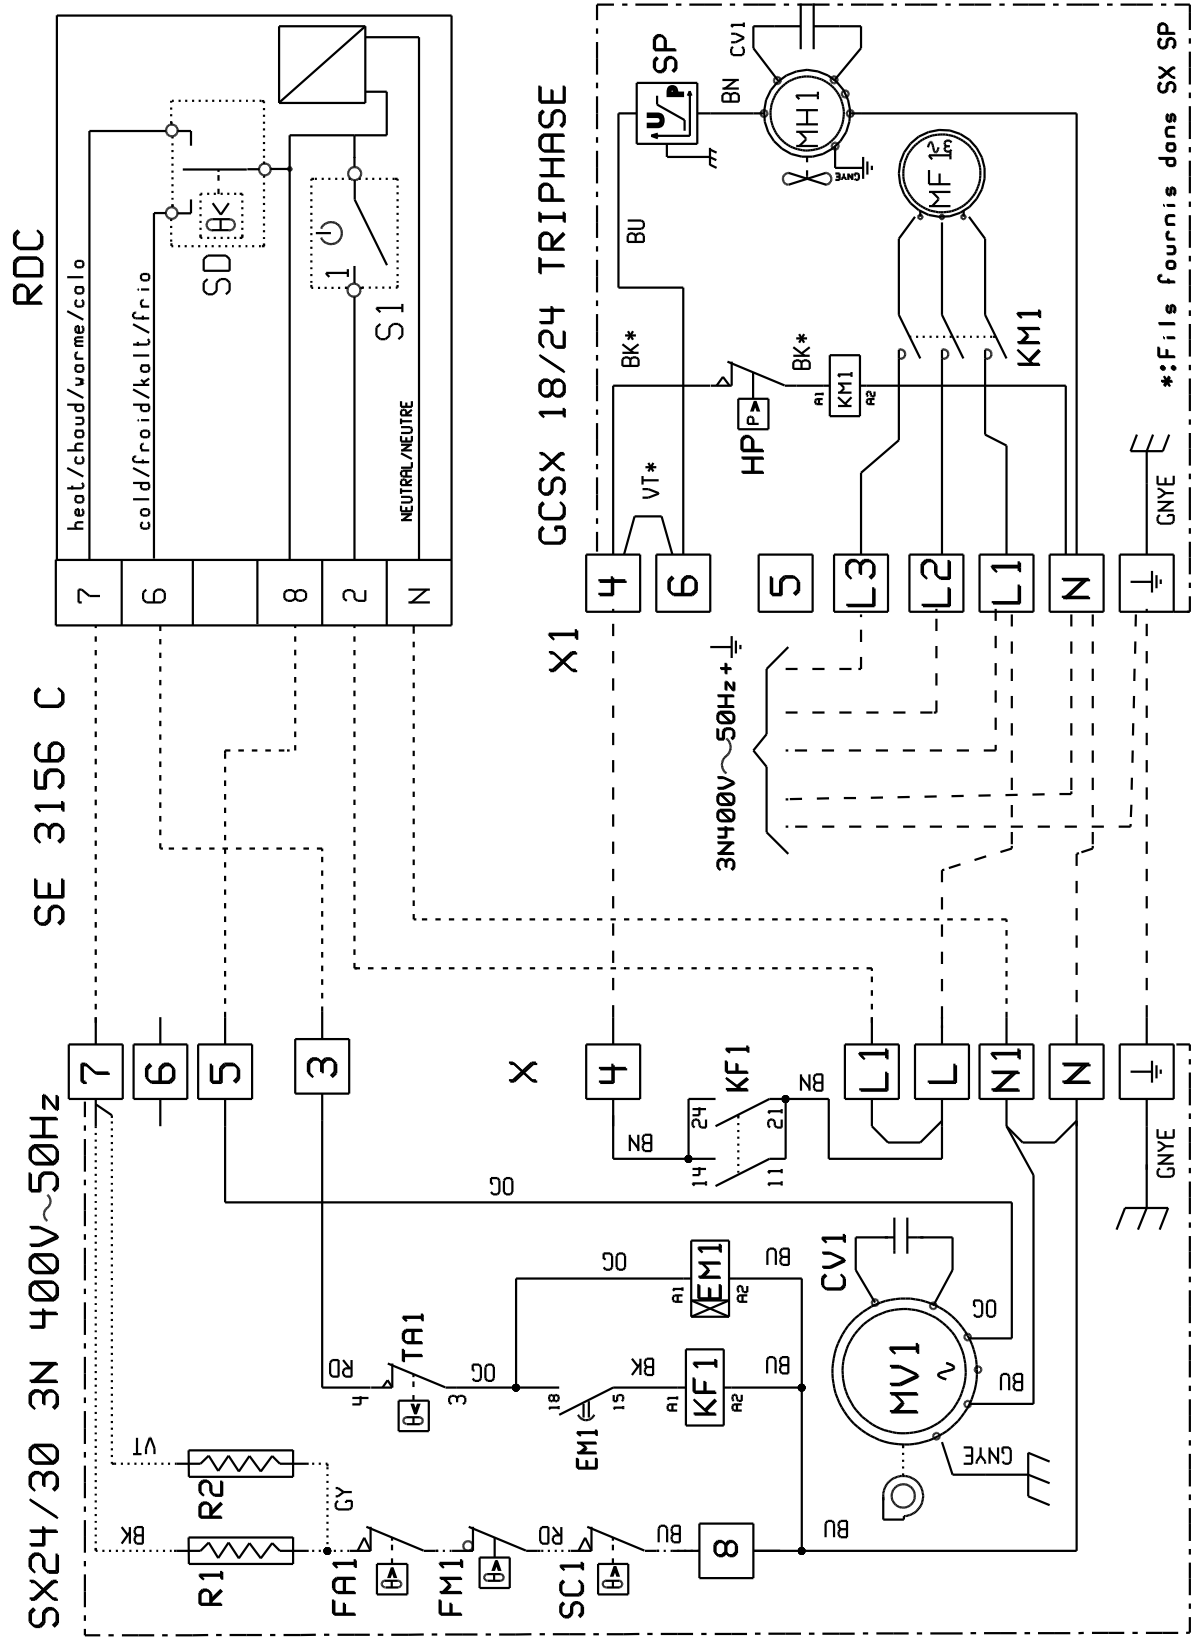 SX24/30 3N 400V~50Hz
SE 3156 C
RDC
7
6
8
2
N
heat/chaud/warme/calo
cold/froid/kalt/frio
NEUTRAL/NEUTRE
SD
θ<
S1
1
7
6
5
3
X
4
L1
L
N1
N
BK
VT
R1
R2
GY
FA1
θ>
FM1
θ>
SC1
θ>
RD
BU
8
BU
RD
4
TA1
θ>
3
OG
OG
18
EM1
15
BK
A1
KF1
A2
BU
A1
EM1
A2
BU
OG
BN
14
24
KF1
11
21
BN
MV1
~
CV1
OG
BU
GNYE
GNYE
GCSX 18/24 TRIPHASE
X1
4
6
5
L3
L2
L1
N
3N400V~50Hz+
VT*
BK*
HP
P>
BK*
A1
KM1
A2
BU
SP
U
P
BN
CV1
MH1
GNYE
MF1
3~
KM1
GNYE
*:Fils fournis dans SX SP